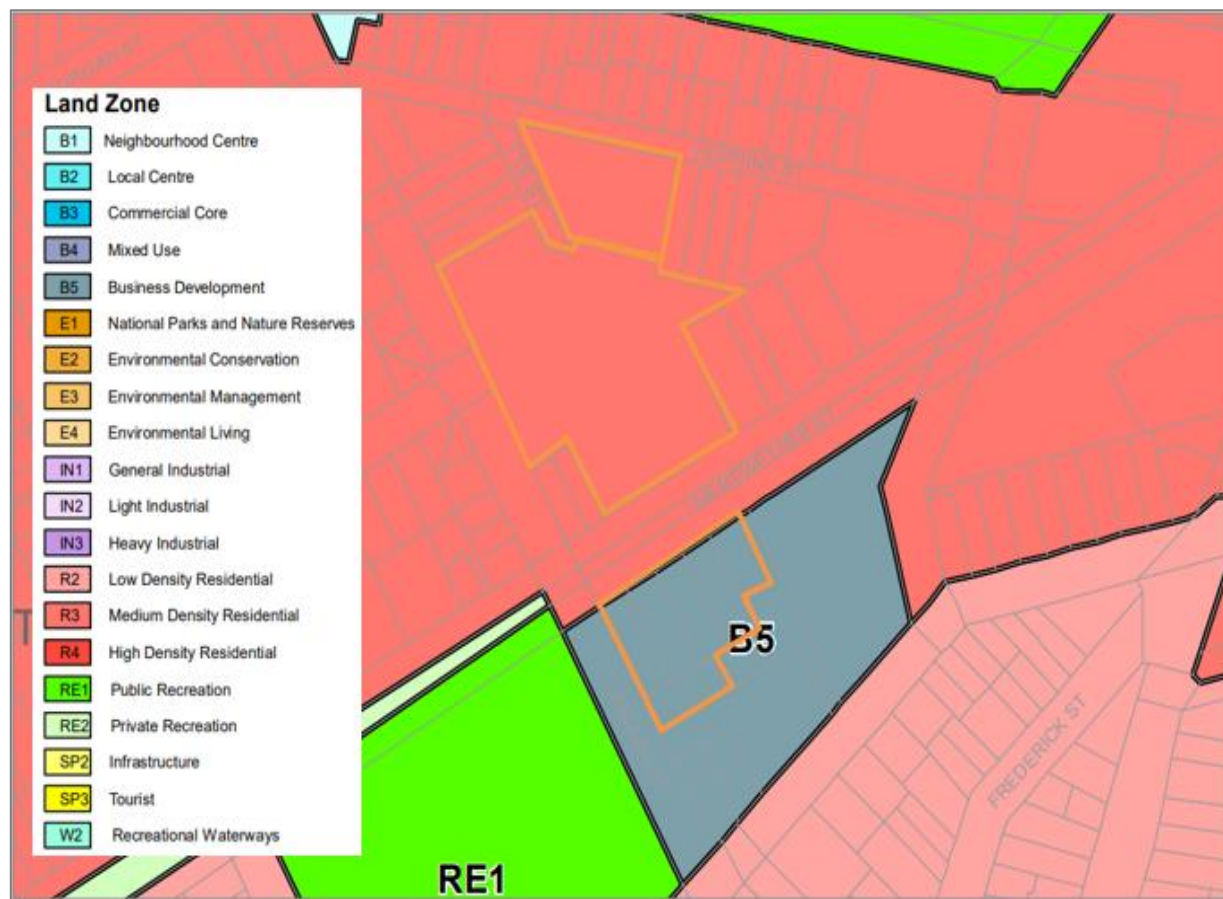 Land Zone
B1 Neighbourhood Centre
B2 Local Centre
B3 Commercial Core
B4 Mixed Use
B5 Business Development
E1 National Parks and Nature Reserves
E2 Environmental Conservation
E3 Environmental Management
E4 Environmental Living
IN1 General Industrial
IN2 Light Industrial
IN3 Heavy Industrial
R2 Low Density Residential
R3 Medium Density Residential
R4 High Density Residential
RE1 Public Recreation
RE2 Private Recreation
SP2 Infrastructure
SP3 Tourist
W2 Recreational Waterways
T
B5
FREDERICK ST
RE1